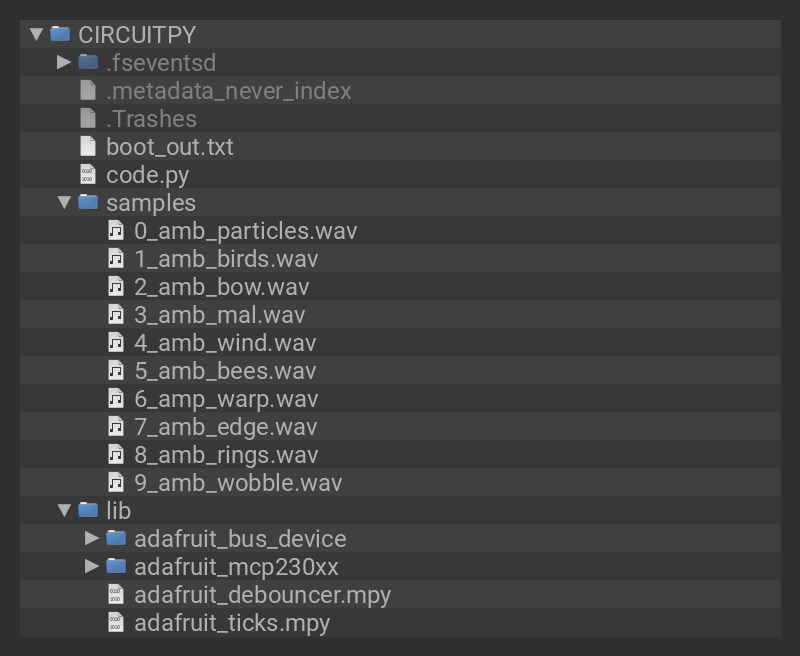 CIRCUITPY
.fseventsd
.metadata_never_index
.Trashes
boot_out.txt
code.py
samples
0_amb_particles.wav
1_amb_birds.wav
2_amb_bow.wav
3_amb_mal.wav
4_amb_wind.wav
5_amb_bees.wav
6_amp_warp.wav
7_amb_edge.wav
8_amb_rings.wav
9_amb_wobble.wav
lib
adafruit_bus_device
adafruit_mcp230xx
adafruit_debouncer.mpy
adafruit_ticks.mpy